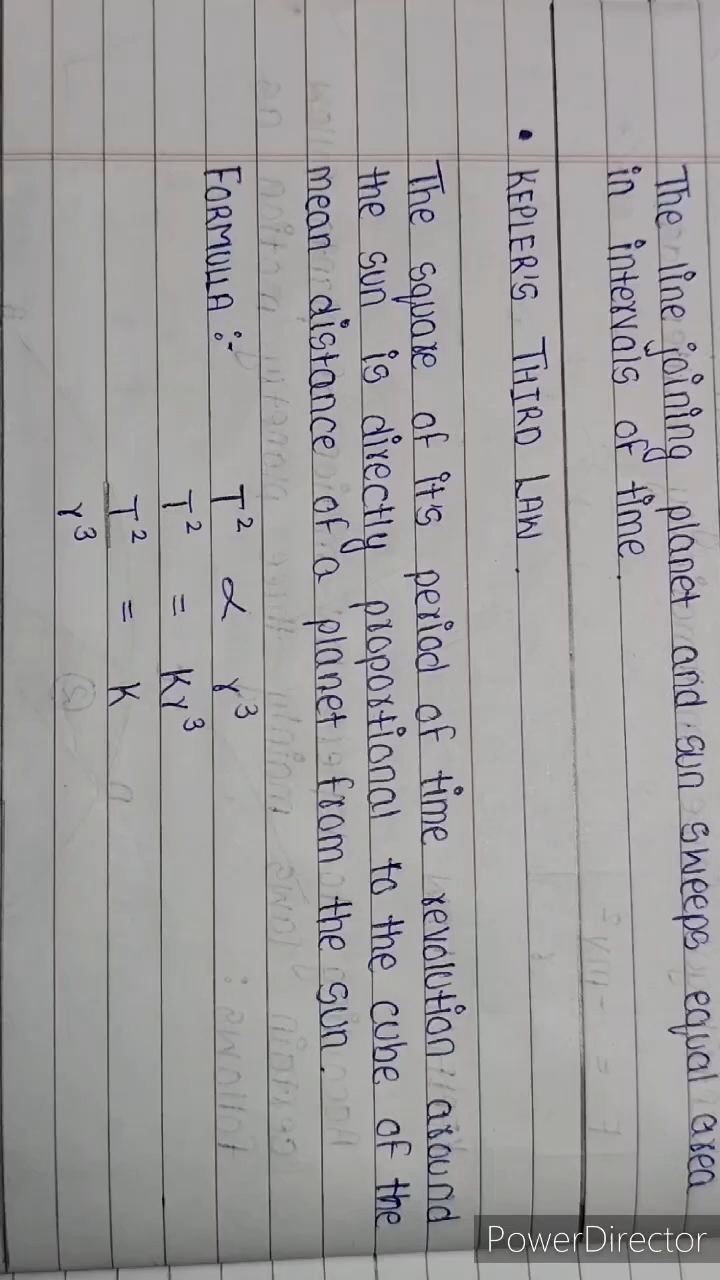 The line joining planet and sun sweeps equal area
in intervals of time.
• KEPLER'S THIRD LAW.
The square of it's period of time revolution around
the sun is directly proportional to the cube of the
mean distance of a planet from the sun.
FORMULA :- T² ∝ r³
T² = Kr³
T² = K
r³
PowerDirector